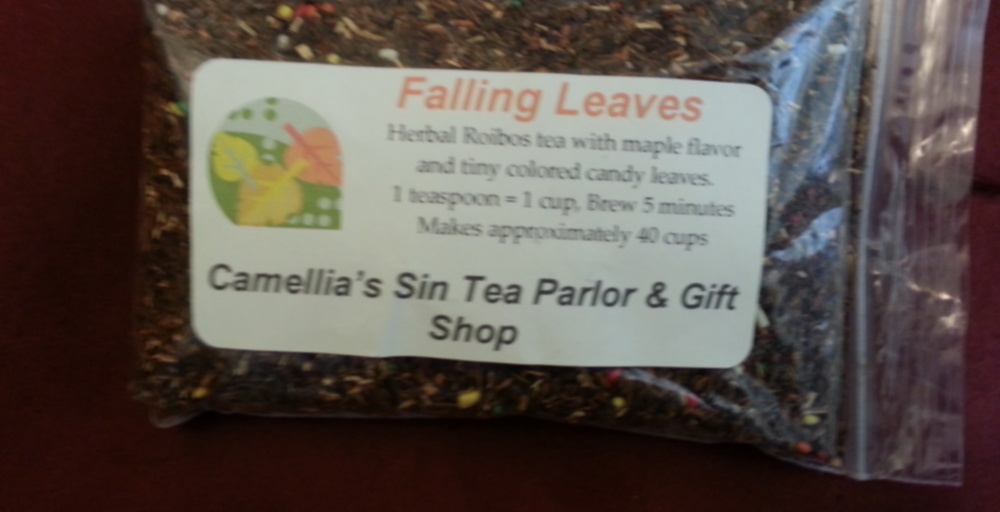 Falling Leaves
Herbal Roibos tea with maple flavor
and tiny colored candy leaves.
1 teaspoon = 1 cup, Brew 5 minutes
Makes approximately 40 cups
Camellia's Sin Tea Parlor & Gift
Shop